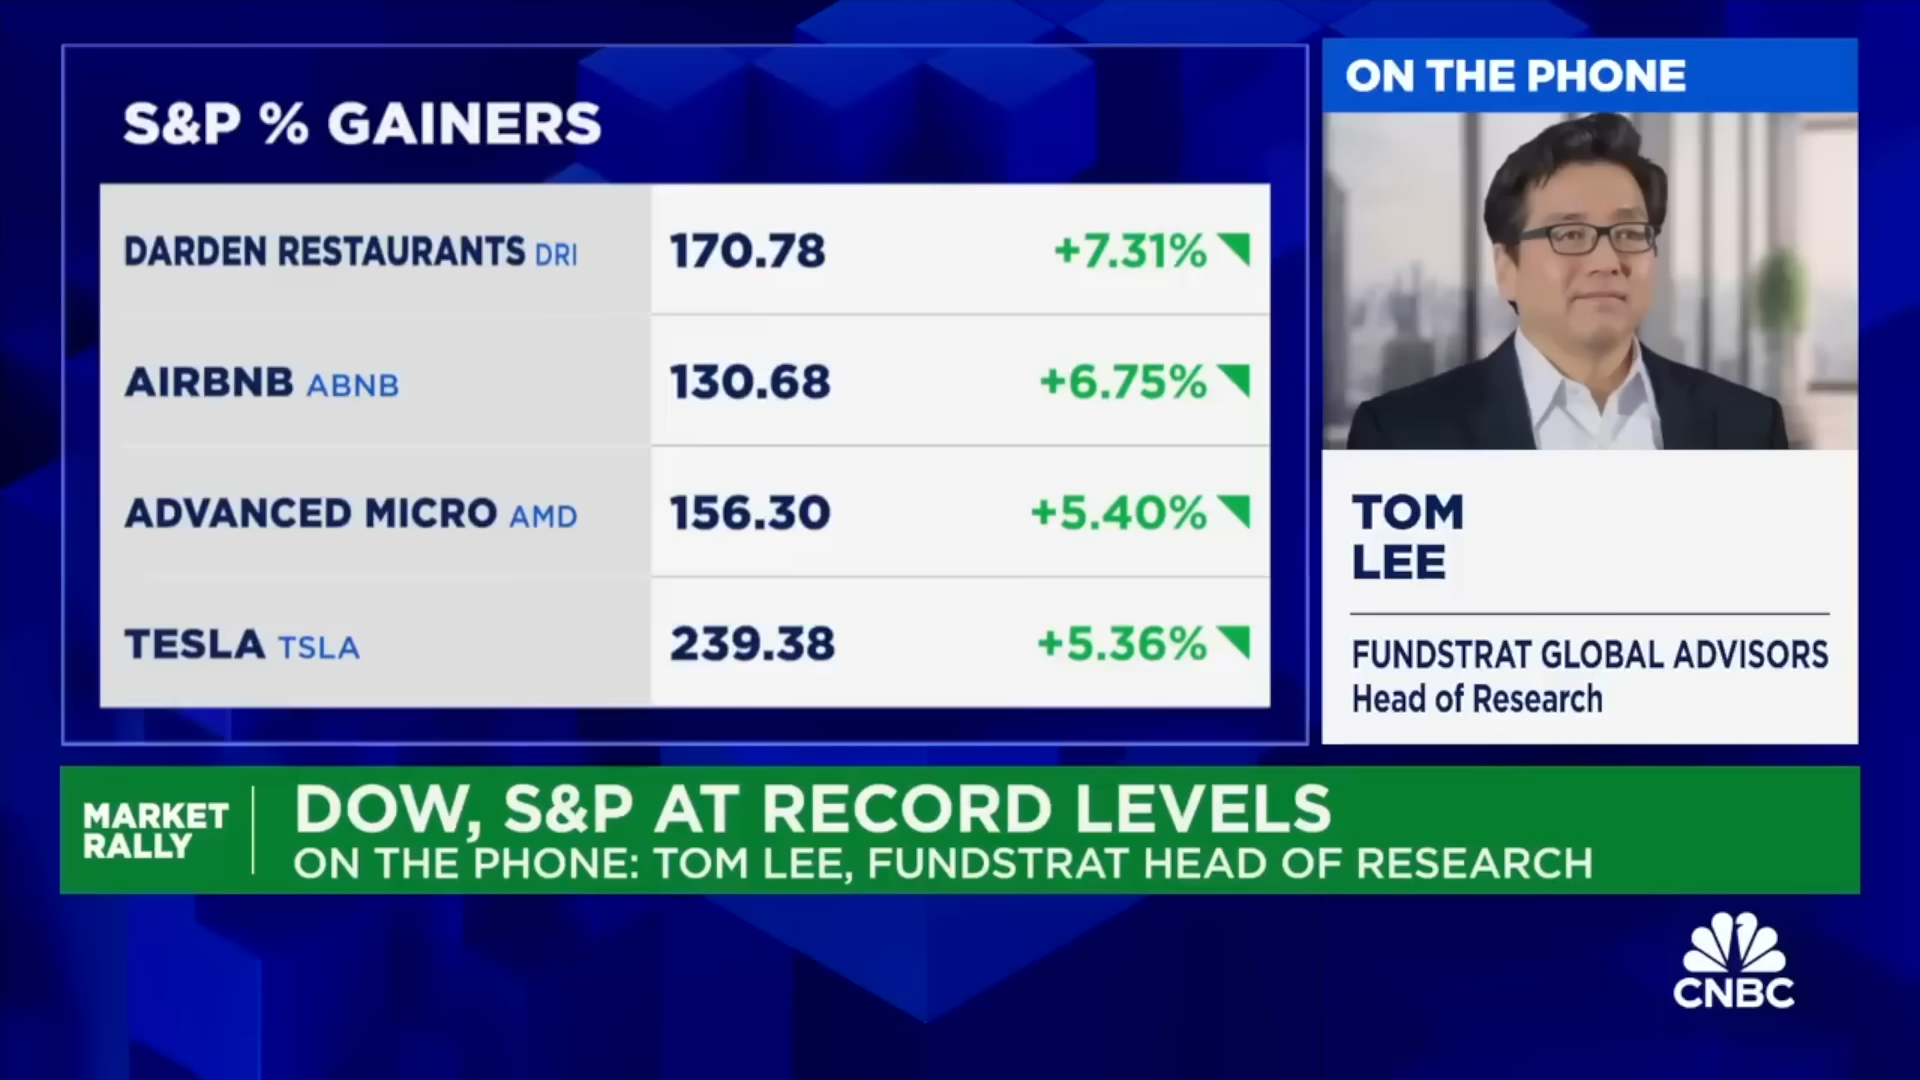 S&P % GAINERS
DARDEN RESTAURANTS DRI 170.78 +7.31%
AIRBNB ABNB 130.68 +6.75%
ADVANCED MICRO AMD 156.30 +5.40%
TESLA TSLA 239.38 +5.36%
ON THE PHONE
TOM
LEE
FUNDSTRAT GLOBAL ADVISORS
Head of Research
MARKET
RALLY
DOW, S&P AT RECORD LEVELS
ON THE PHONE: TOM LEE, FUNDSTRAT HEAD OF RESEARCH
CNBC